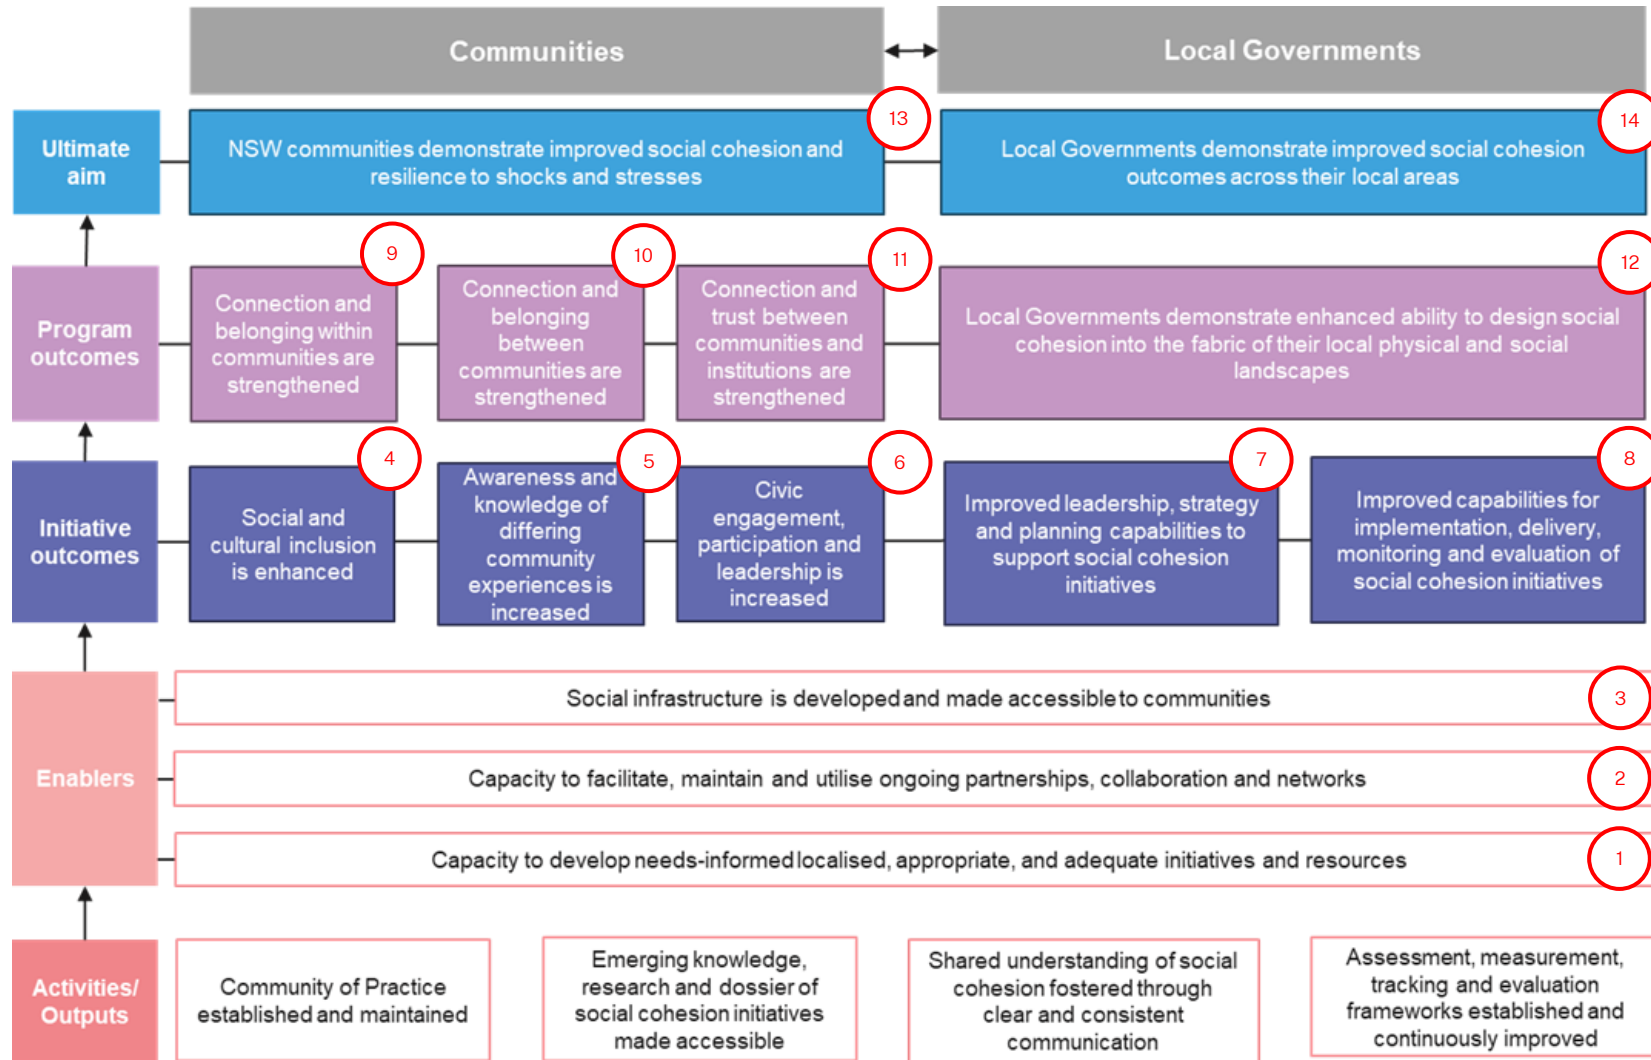 Communities
Local Governments
13
14
Ultimate
aim
NSW communities demonstrate improved social cohesion and
resilience to shocks and stresses
Local Governments demonstrate improved social cohesion
outcomes across their local areas
9
10
11
12
Program
outcomes
Connection and
belonging within
communities are
strengthened
Connection and
belonging
between
communities are
strengthened
Connection and
trust between
communities and
institutions are
strengthened
Local Governments demonstrate enhanced ability to design social
cohesion into the fabric of their local physical and social
landscapes
4
5
6
7
8
Initiative
outcomes
Social and
cultural inclusion
is enhanced
Awareness and
knowledge of
differing
community
experiences is
increased
Civic
engagement,
participation and
leadership is
increased
Improved leadership, strategy
and planning capabilities to
support social cohesion
initiatives
Improved capabilities for
implementation, delivery,
monitoring and evaluation of
social cohesion initiatives
Enablers
Social infrastructure is developed and made accessible to communities
3
Capacity to facilitate, maintain and utilise ongoing partnerships, collaboration and networks
2
Capacity to develop needs-informed localised, appropriate, and adequate initiatives and resources
1
Activities/
Outputs
Community of Practice
established and maintained
Emerging knowledge,
research and dossier of
social cohesion initiatives
made accessible
Shared understanding of social
cohesion fostered through
clear and consistent
communication
Assessment, measurement,
tracking and evaluation
frameworks established and
continuously improved